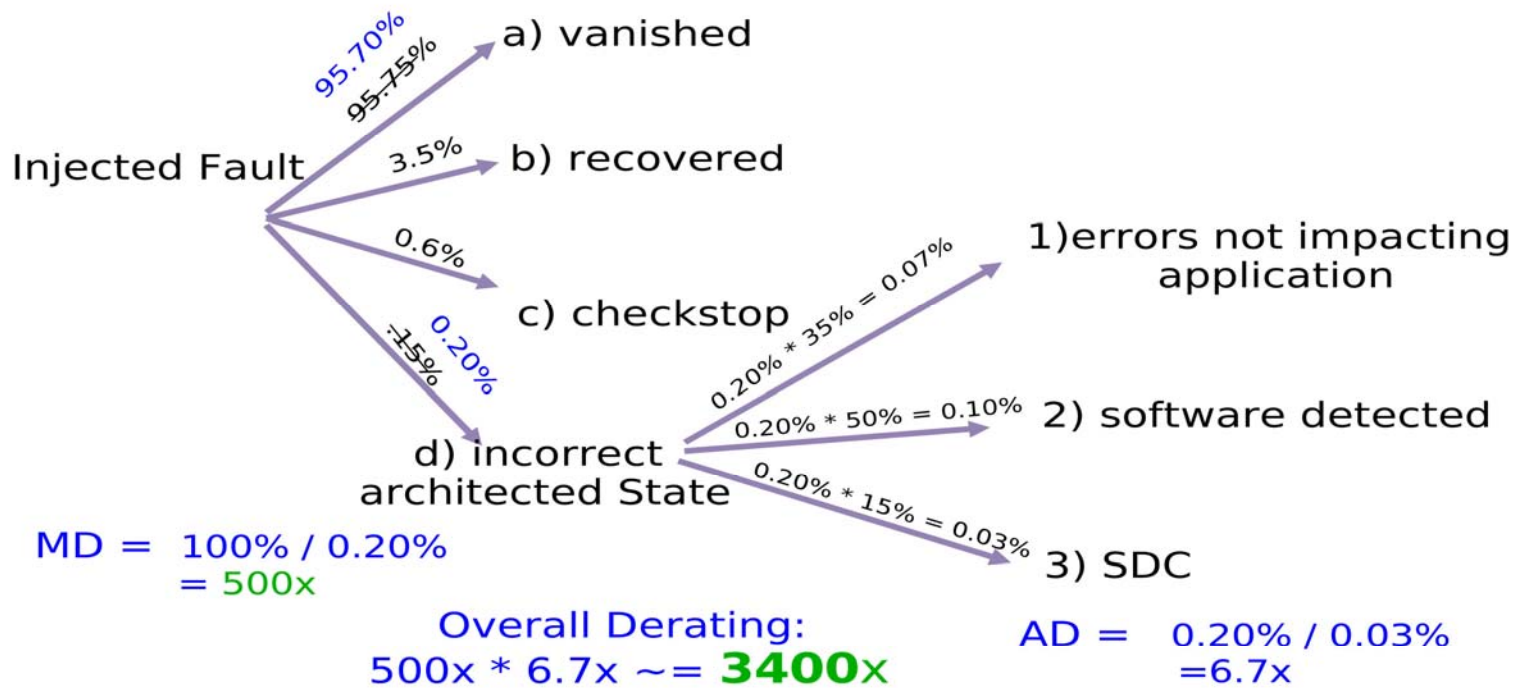 95.70%
95.75%
a) vanished
Injected Fault
3.5%
b) recovered
0.6%
c) checkstop
.15%
0.20%
d) incorrect
architected State
0.20% * 35% = 0.07%
1)errors not impacting
application
0.20% * 50% = 0.10%
2) software detected
0.20% * 15% = 0.03%
3) SDC
MD = 100% / 0.20%
= 500x
Overall Derating:
500x * 6.7x ~= 3400x
AD = 0.20% / 0.03%
=6.7x